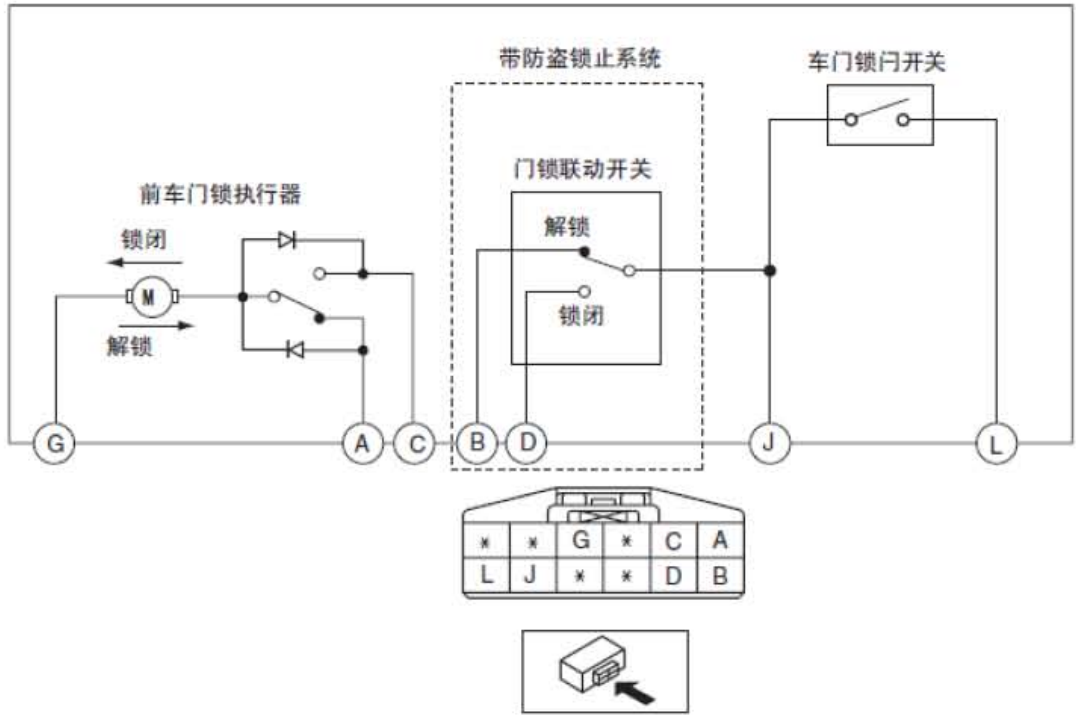 带防盗锁止系统
车门锁闩开关
门锁联动开关
前车门锁执行器
解锁
锁闭
M
锁闭
解锁
G A C B D J L
* * G * C A
L J * * D B